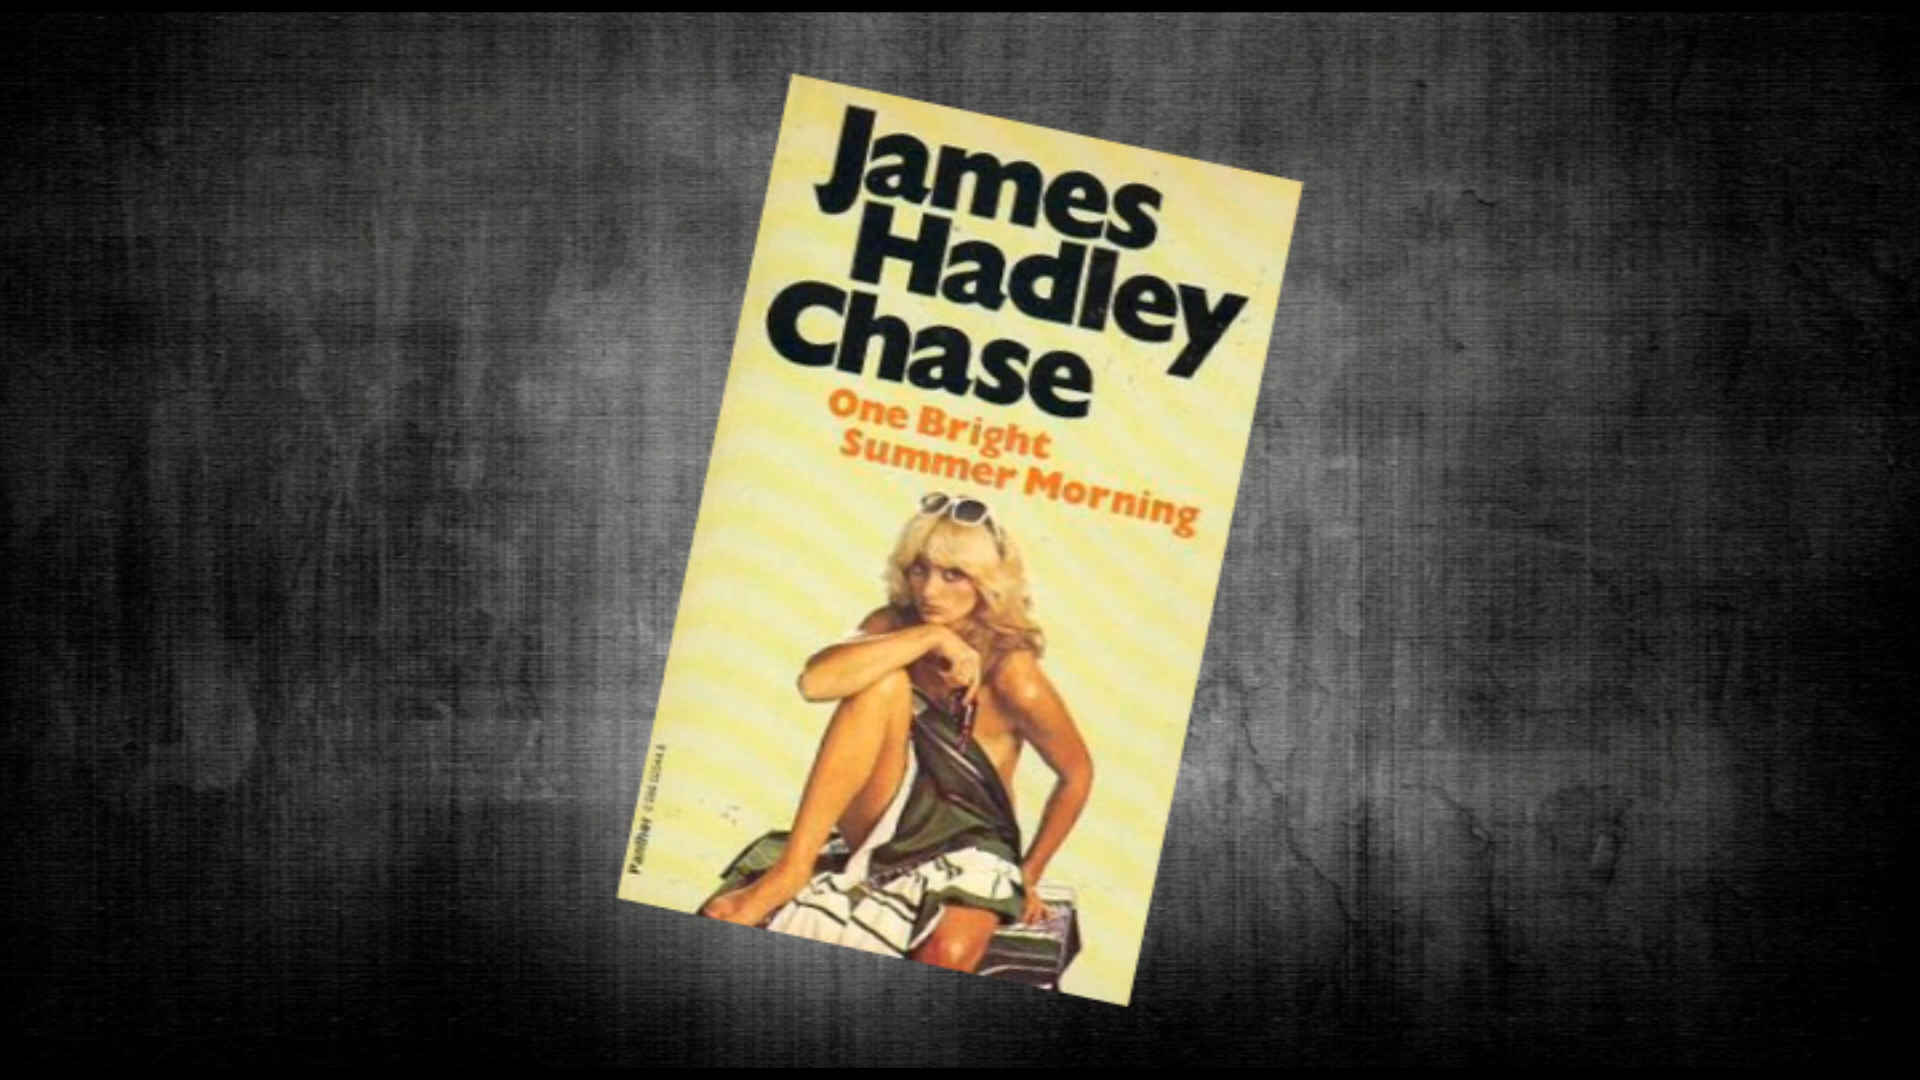 James
Hadley
Chase
One Bright
Summer Morning
Panther